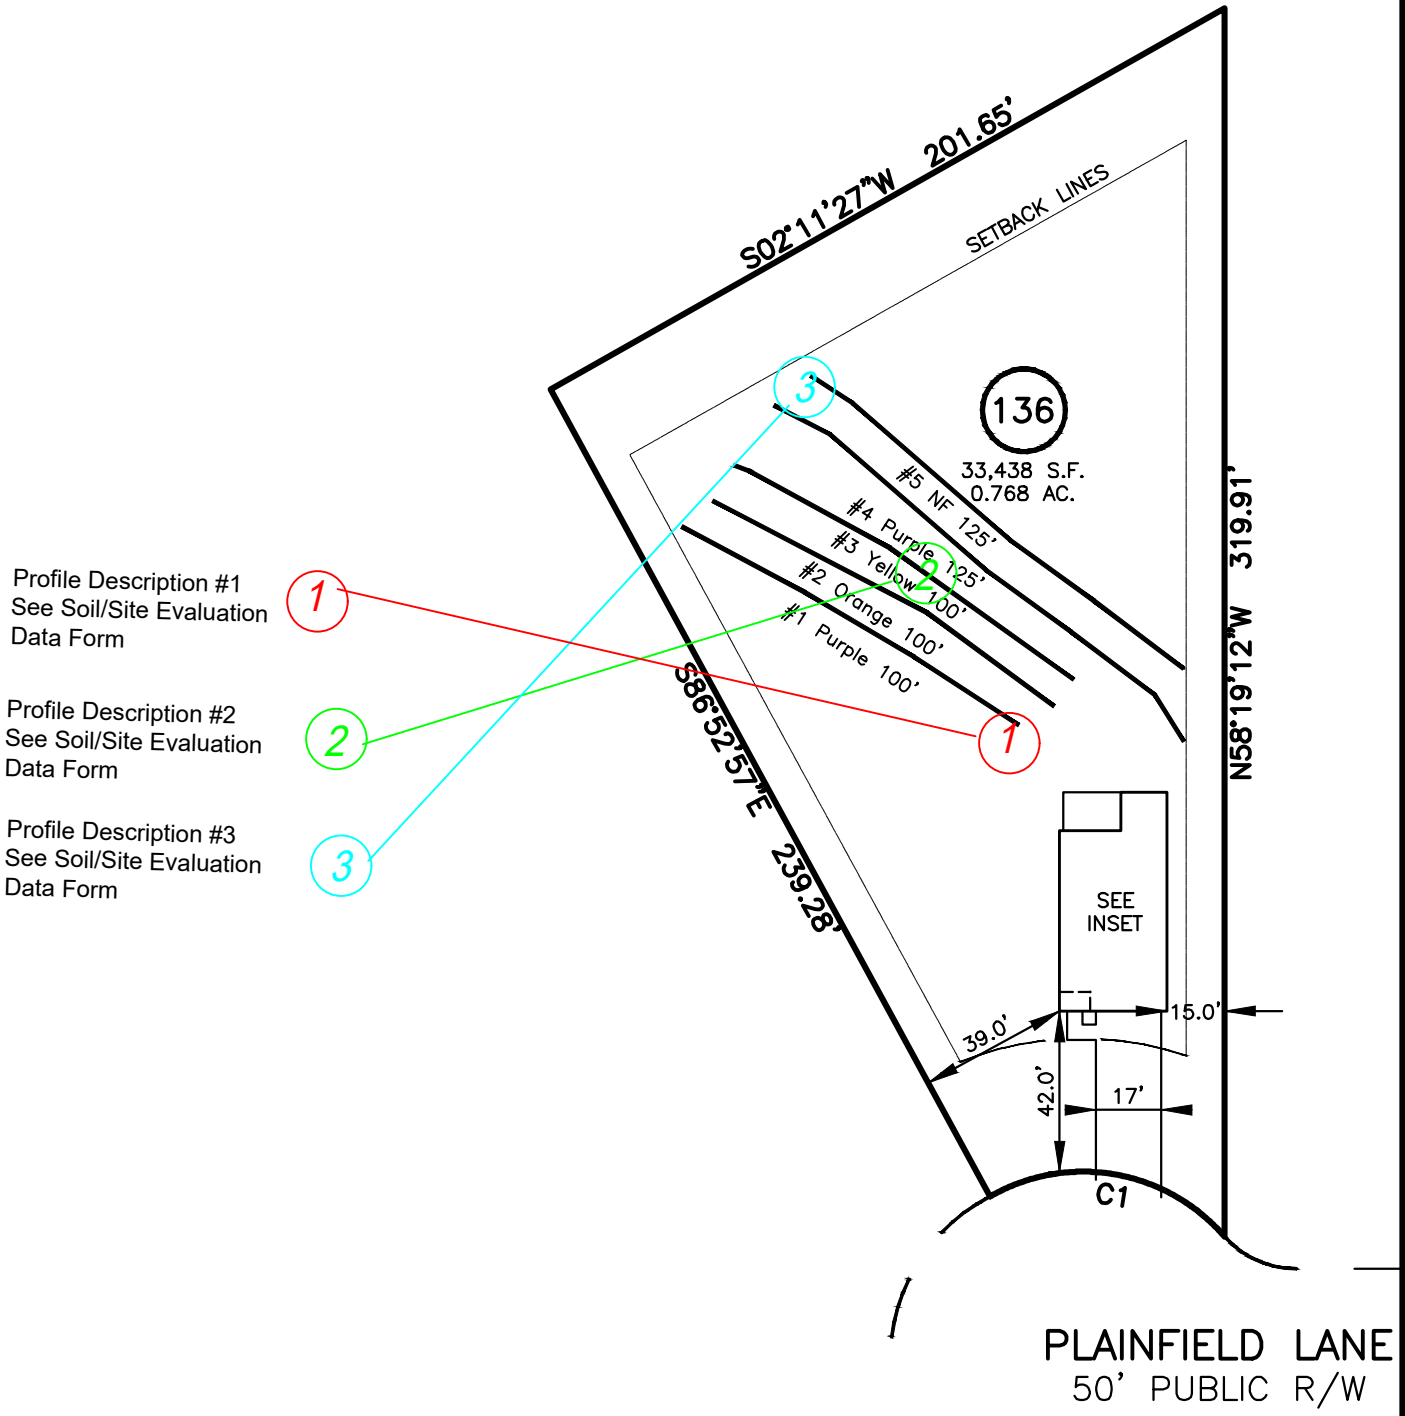 S02°11'27"W 201.65'
SETBACK LINES
136
33,438 S.F.
0.768 AC.
3
#5 NF 125'
#4 Purple 125'
2
#3 Yellow 100'
#2 Orange 100'
#1 Purple 100'
1
N58°19'12"W 319.91'
S86°52'57"E 239.28'
Profile Description #1
See Soil/Site Evaluation
Data Form
1
Profile Description #2
See Soil/Site Evaluation
Data Form
2
Profile Description #3
See Soil/Site Evaluation
Data Form
3
SEE
INSET
15.0'
39.0'
42.0'
17'
C1
PLAINFIELD LANE
50' PUBLIC R/W